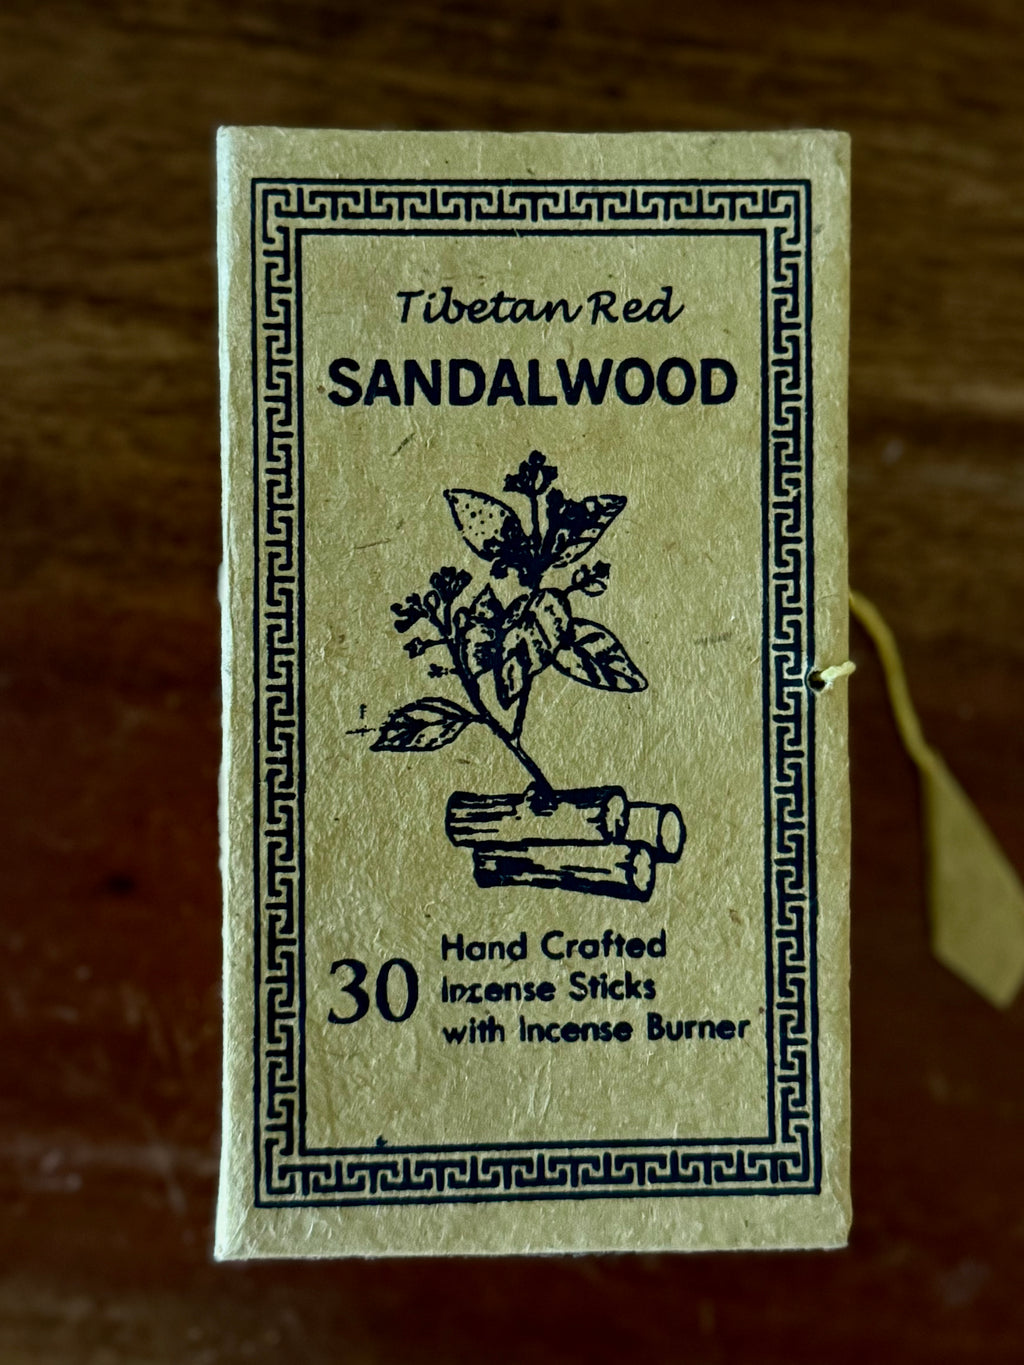 Tibetan Red
SANDALWOOD
30
Hand Crafted
Incense Sticks
with Incense Burner